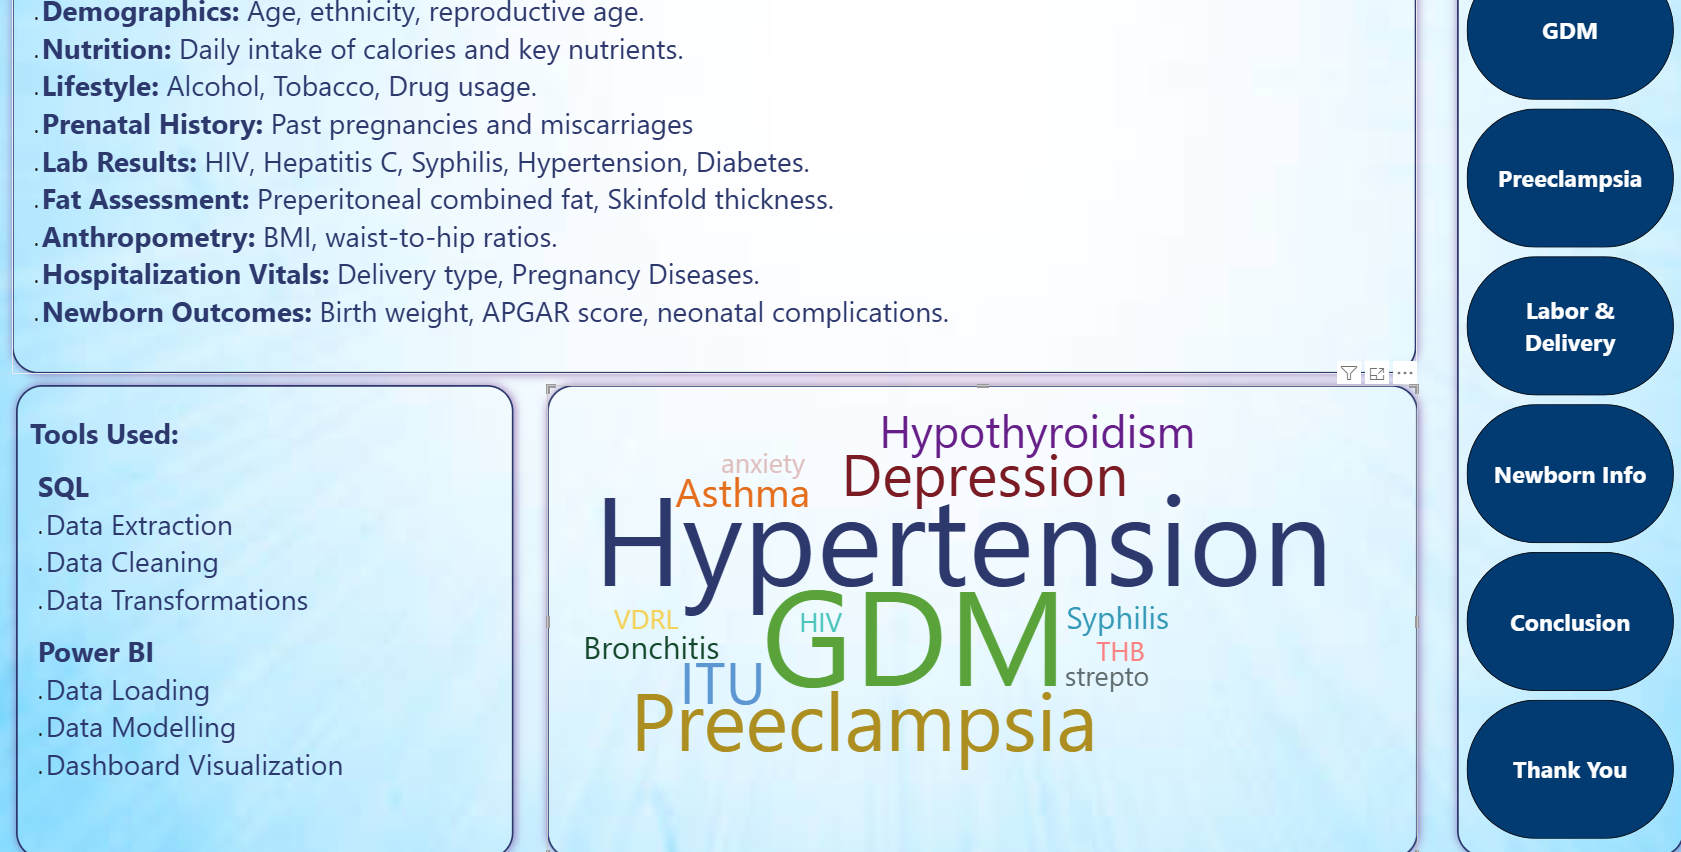 .Demographics: Age, ethnicity, reproductive age.
.Nutrition: Daily intake of calories and key nutrients.
.Lifestyle: Alcohol, Tobacco, Drug usage.
.Prenatal History: Past pregnancies and miscarriages
.Lab Results: HIV, Hepatitis C, Syphilis, Hypertension, Diabetes.
.Fat Assessment: Preperitoneal combined fat, Skinfold thickness.
.Anthropometry: BMI, waist-to-hip ratios.
.Hospitalization Vitals: Delivery type, Pregnancy Diseases.
.Newborn Outcomes: Birth weight, APGAR score, neonatal complications.
Tools Used:
SQL
.Data Extraction
.Data Cleaning
.Data Transformations
Power BI
.Data Loading
.Data Modelling
.Dashboard Visualization
Hypothyroidism
anxiety
Depression
Asthma
Hypertension
VDRL
HIV
GDM
Syphilis
Bronchitis
THB
ITU
strepto
Preeclampsia
GDM
Preeclampsia
Labor &
Delivery
Newborn Info
Conclusion
Thank You